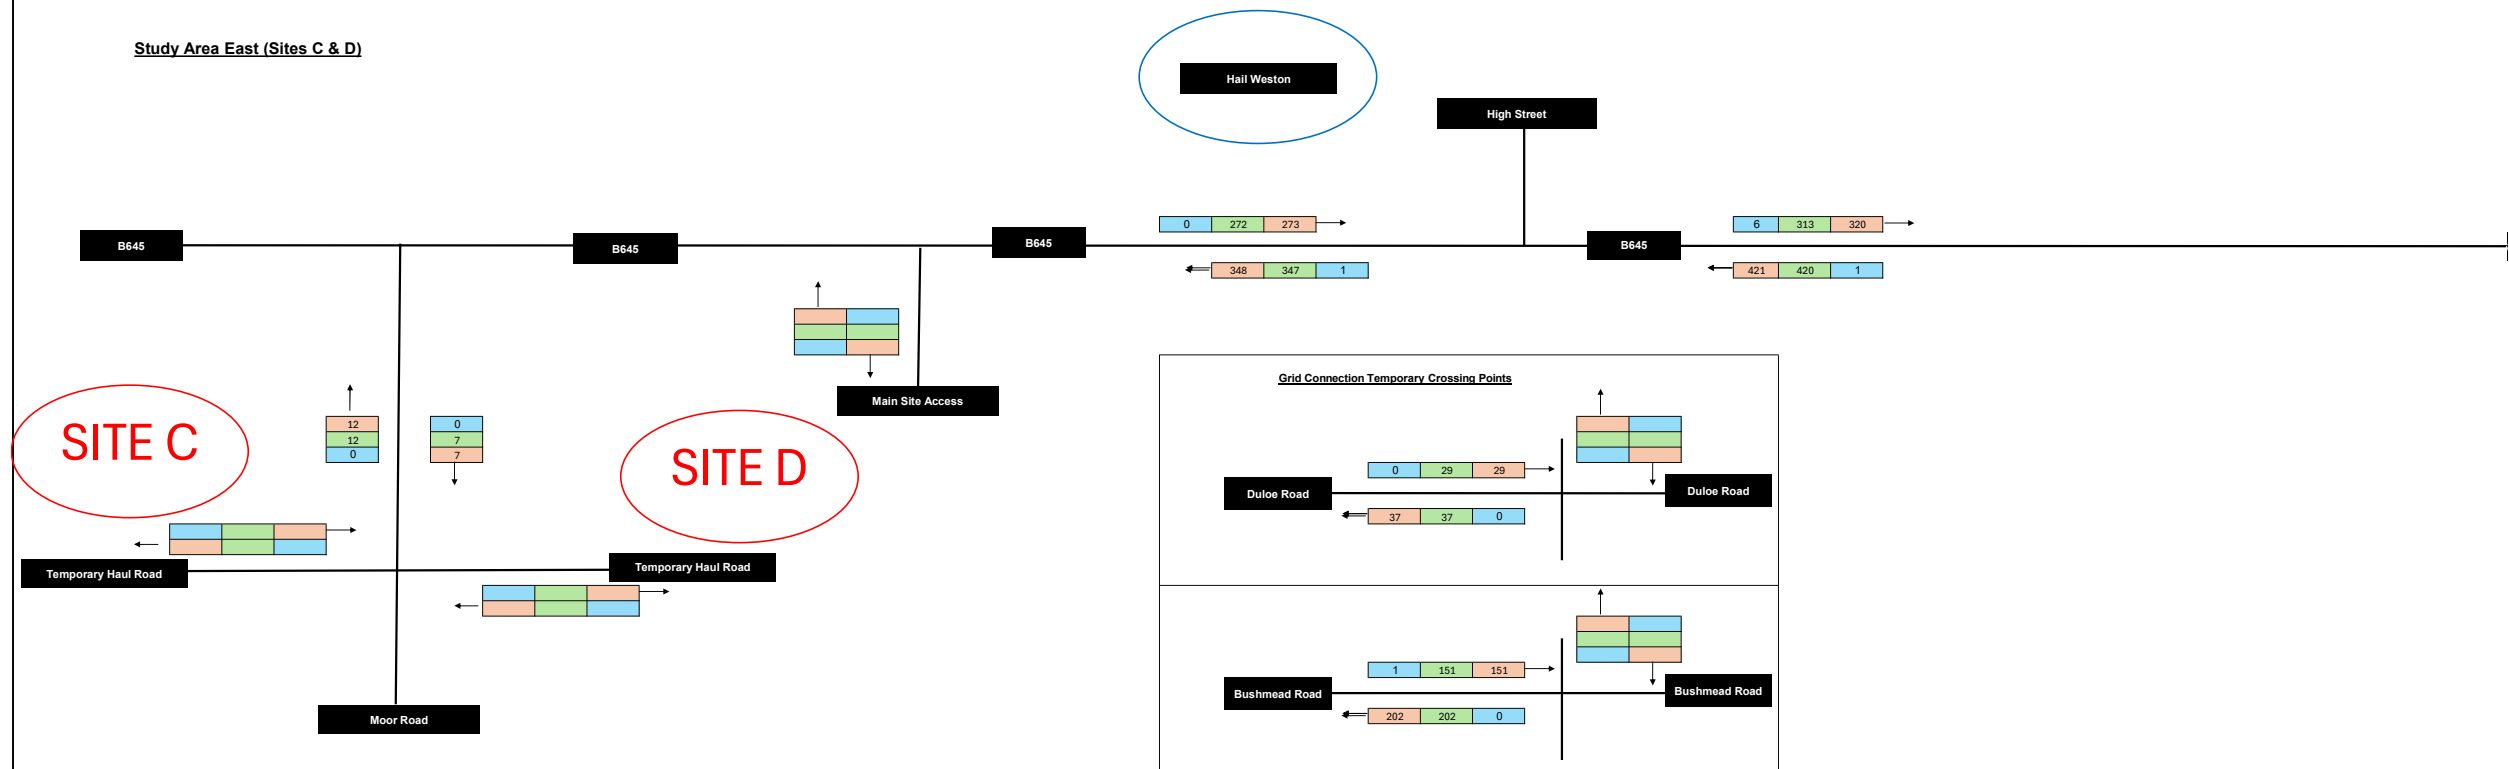 Study Area East (Sites C & D)
Hail Weston
High Street
0 272 273
6 313 320
B645
B645
B645
B645
348 347 1
421 420 1
Main Site Access
Grid Connection Temporary Crossing Points
SITE C
12
12
0
0
7
7
SITE D
0 29 29
Duloe Road
Duloe Road
37 37 0
Temporary Haul Road
Temporary Haul Road
1 151 151
Bushmead Road
Bushmead Road
202 202 0
Moor Road